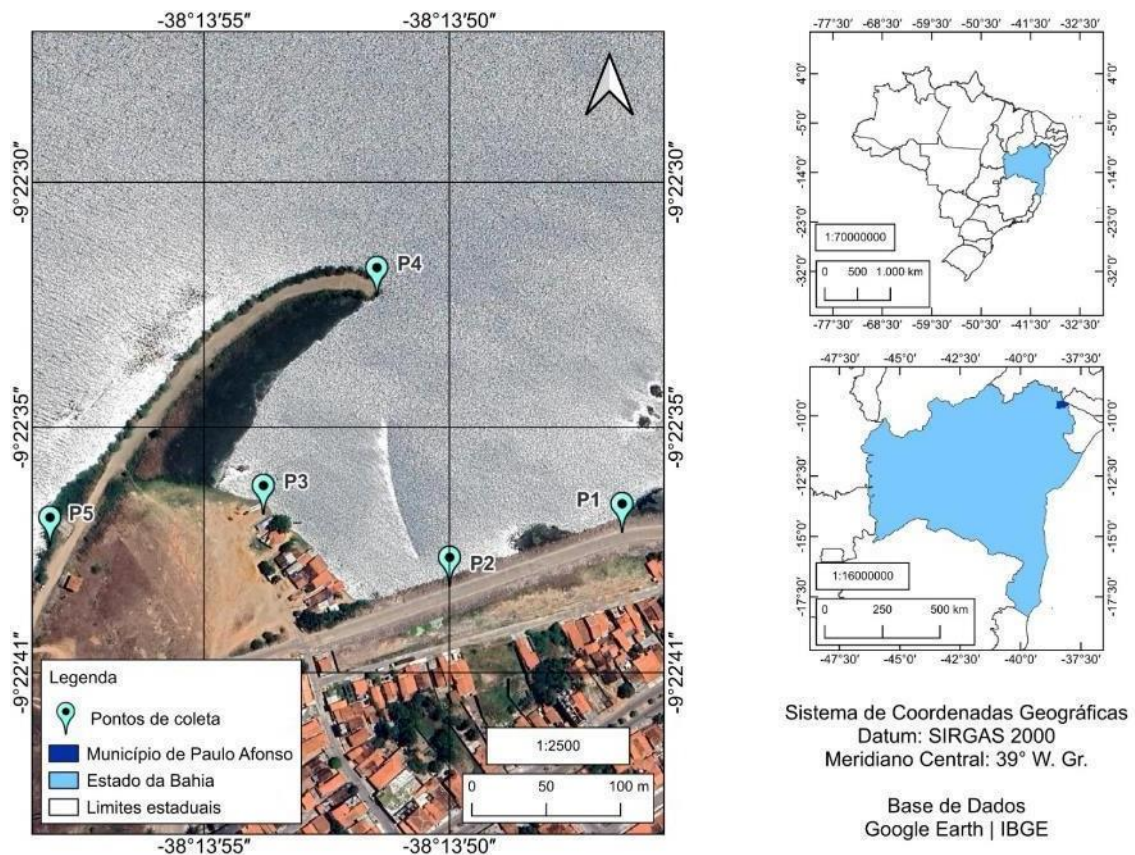 -38°13′55″ -38°13′50″
-9°22′30″ -9°22′30″
P4
-9°22′35″ -9°22′35″
P3
P1
P5
P2
-9°22′41″ -9°22′41″
Legenda
Pontos de coleta
Município de Paulo Afonso
Estado da Bahia
Limites estaduais
1:2500
0 50 100 m
-38°13′55″ -38°13′50″
-77°30′ -68°30′ -59°30′ -50°30′ -41°30′ -32°30′
4°0′ 4°0′
-5°0′ -5°0′
-14°0′ -14°0′
-23°0′ -23°0′
-32°0′ -32°0′
1:70000000
0 500 1.000 km
-77°30′ -68°30′ -59°30′ -50°30′ -41°30′ -32°30′
-47°30′ -45°0′ -42°30′ -40°0′ -37°30′
-10°0′ -10°0′
-12°30′ -12°30′
-15°0′ -15°0′
-17°30′ -17°30′
1:16000000
0 250 500 km
-47°30′ -45°0′ -42°30′ -40°0′ -37°30′
Sistema de Coordenadas Geográficas
Datum: SIRGAS 2000
Meridiano Central: 39° W. Gr.
Base de Dados
Google Earth | IBGE